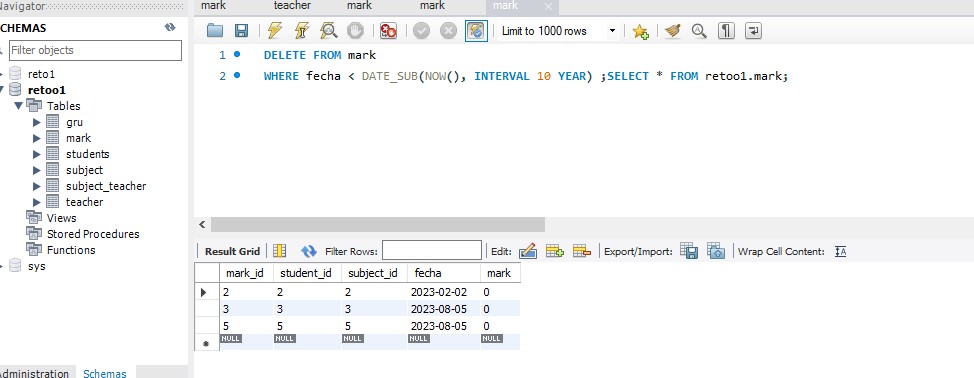 Navigator
mark teacher mark mark mark
SCHEMAS
Filter objects
reto1
retoo1
Tables
gru
mark
students
subject
subject_teacher
teacher
Views
Stored Procedures
Functions
sys
Administration Schemas
Limit to 1000 rows
1 DELETE FROM mark
2 WHERE fecha < DATE_SUB(NOW(), INTERVAL 10 YEAR) ;SELECT * FROM retoo1.mark;
Result Grid Filter Rows: Edit: Export/Import: Wrap Cell Content: IA
mark_id student_id subject_id fecha mark
2 2 2 2023-02-02 0
3 3 3 2023-08-05 0
5 5 5 2023-08-05 0
NULL NULL NULL NULL NULL